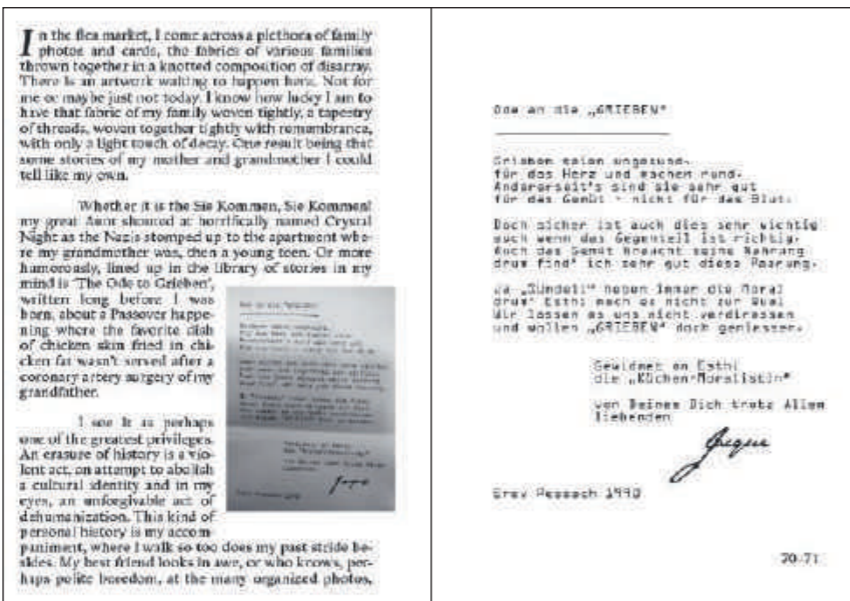 In the flea market, I come across a plethora of family
photos and cards, the fabrics of various families
thrown together in a knotted composition of disarray.
There is an artwork waiting to happen here. Not for
me or maybe just not today. I know how lucky I am to
have that fabric of my family woven tightly, a tapestry
of threads, woven together tightly with remembrance,
with only a light touch of decay. One result being that
some stories of my mother and grandmother I could
tell like my own.
Whether it is the Sie Kommen, Sie Kommen!
my great Aunt shouted at horrifically named Crystal
Night as the Nazis stomped up to the apartment whe-
re my grandmother was, then a young teen. Or more
humorously, lined up in the library of stories in my
mind is 'The Ode to Grieben',
written long before I was
born, about a Passover happe-
ning where the favorite dish
of chicken skin fried in chi-
cken fat wasn't served after a
coronary artery surgery of my
grandfather.
I see it as perhaps
one of the greatest privileges.
An erasure of history is a vio-
lent act, an attempt to abolish
a cultural identity and in my
eyes, an unforgivable act of
dehumanization. This kind of
personal history is my accom-
paniment, where I walk so too does my past stride be-
sides. My best friend looks in awe, or who knows, per-
haps polite boredom, at the many organized photos,
Ode an die „GRIEBEN"
Grieben seien ungesund,
für das Herz und machen rund.
Andererseit's sind sie sehr gut
für das Gemüt - nicht für das Blut.
Doch sicher ist auch dies sehr wichtig
auch wenn das Gegenteil ist richtig.
Auch das Gemüt braucht seine Nahrung
drum find' ich sehr gut diese Paarung.
Ja „Sündeli" haben immer die Moral
drum' Esthi mach es nicht zur Qual
Wir lassen es uns nicht verdriessen
und wollen „GRIEBEN" doch geniessen.
Gewidmet an Esthi
die „Küchen-Moralistin"
von Deinem Dich trotz Allem
liebenden
Erev Pessach 1990
70-71